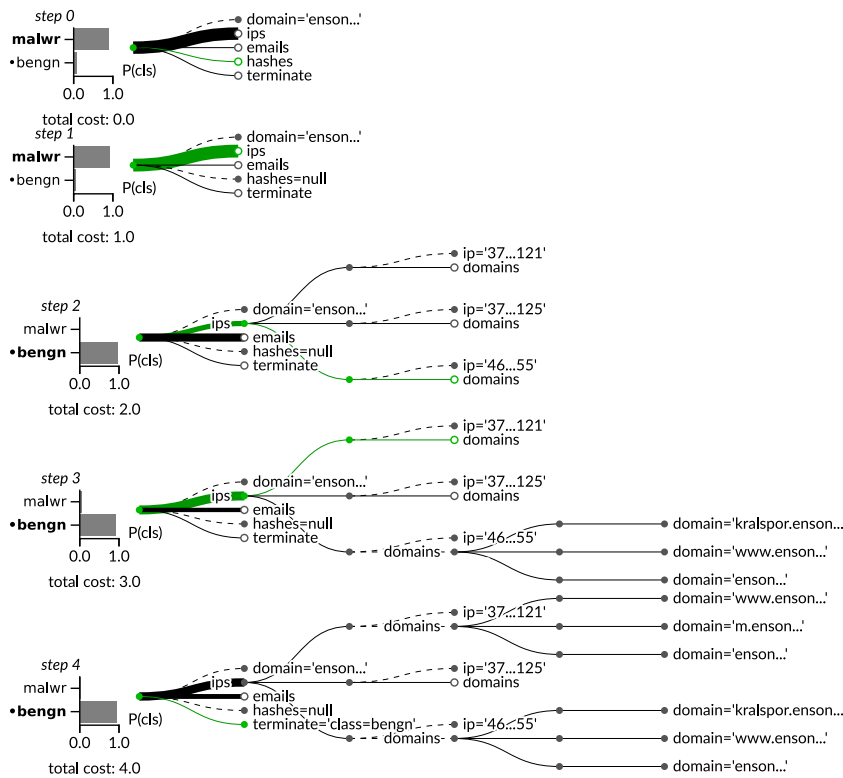 step 0
domain='enson...'
malwr
ips
emails
•bengn
hashes
P(cls)
terminate
0.0 1.0
total cost: 0.0
step 1
domain='enson...'
malwr
ips
emails
•bengn
hashes=null
P(cls)
terminate
0.0 1.0
total cost: 1.0
ip='37...121'
domains
step 2
domain='enson...'
ip='37...125'
malwr
ips
domains
emails
•bengn
hashes=null
P(cls)
terminate
ip='46...55'
0.0 1.0
domains
total cost: 2.0
ip='37...121'
domains
step 3
domain='enson...'
ip='37...125'
malwr
ips
domains
emails
•bengn
hashes=null
domain='kralspor.enson...
P(cls)
terminate
ip='46...55'
0.0 1.0
domains
domain='www.enson...'
total cost: 3.0
domain='enson...'
domain='www.enson...'
ip='37...121'
domains
domain='m.enson...'
domain='enson...'
step 4
domain='enson...'
ip='37...125'
malwr
ips
domains
emails
•bengn
hashes=null
domain='kralspor.enson...
P(cls)
terminate='class=bengn'
ip='46...55'
0.0 1.0
domains
domain='www.enson...'
total cost: 4.0
domain='enson...'